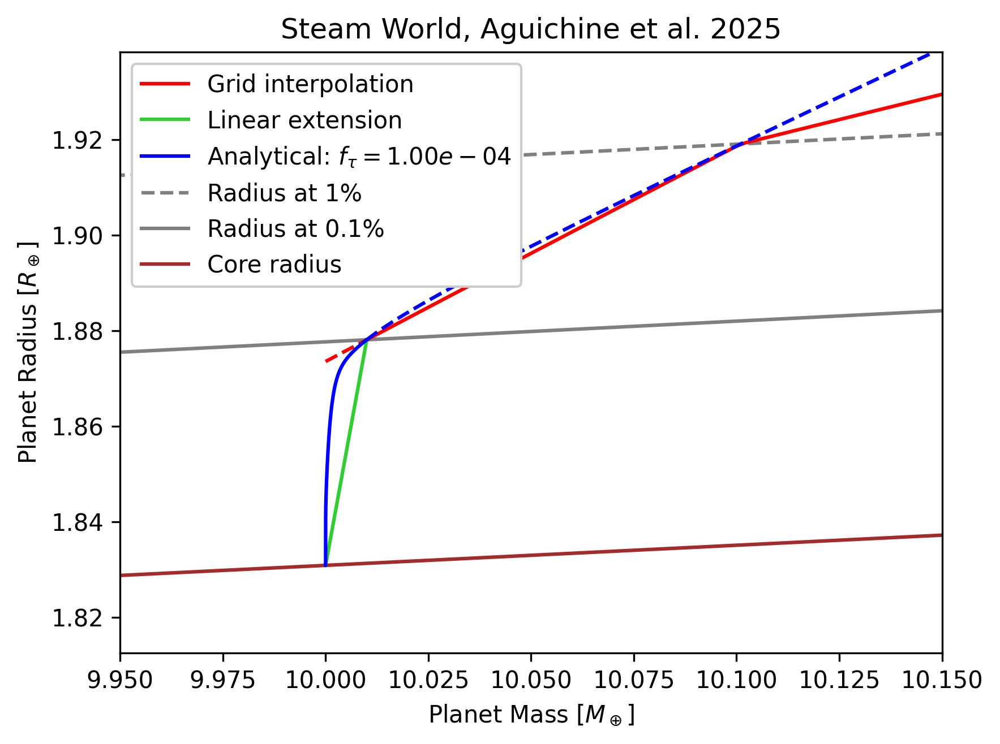 Steam World, Aguichine et al. 2025
Grid interpolation
Linear extension
Analytical: $f_\tau = 1.00e - 04$
Radius at 1%
Radius at 0.1%
Core radius
Planet Radius [$R_\oplus$]
1.92
1.90
1.88
1.86
1.84
1.82
9.950 9.975 10.000 10.025 10.050 10.075 10.100 10.125 10.150
Planet Mass [$M_\oplus$]